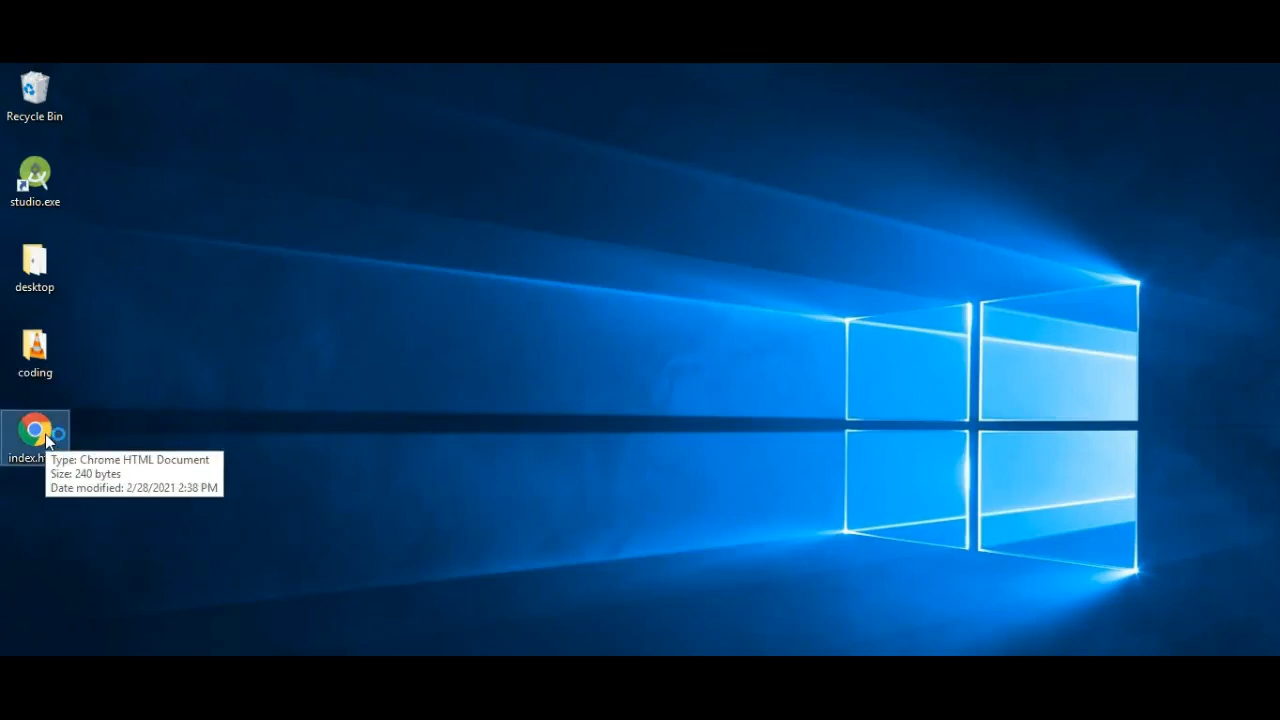 Recycle Bin
studio.exe
desktop
coding
index.h
Type: Chrome HTML Document
Size: 240 bytes
Date modified: 2/28/2021 2:38 PM